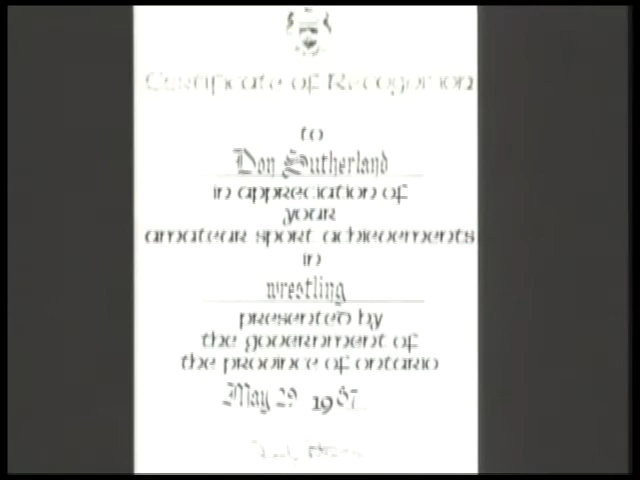 Certificate of Recognition
to
Don Sutherland
in appreciation of
your
amateur sport achievements
in
wrestling
presented by
the government of
the province of ontario
May 29 1967